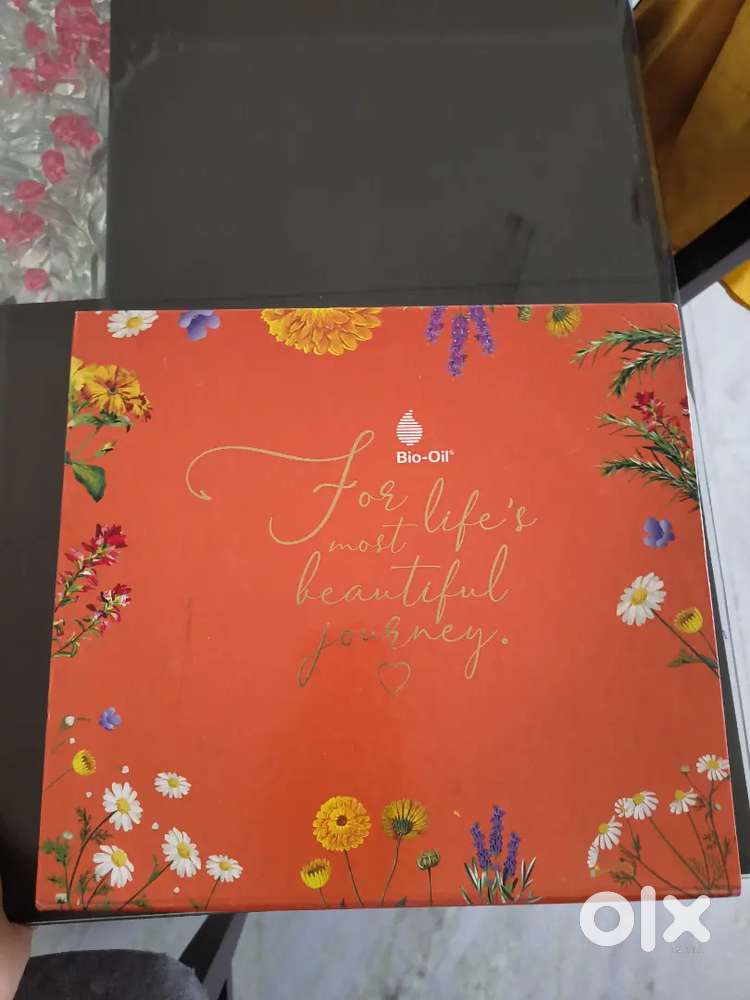 Bio-Oil®
For life's
most
beautiful
journey.
olx